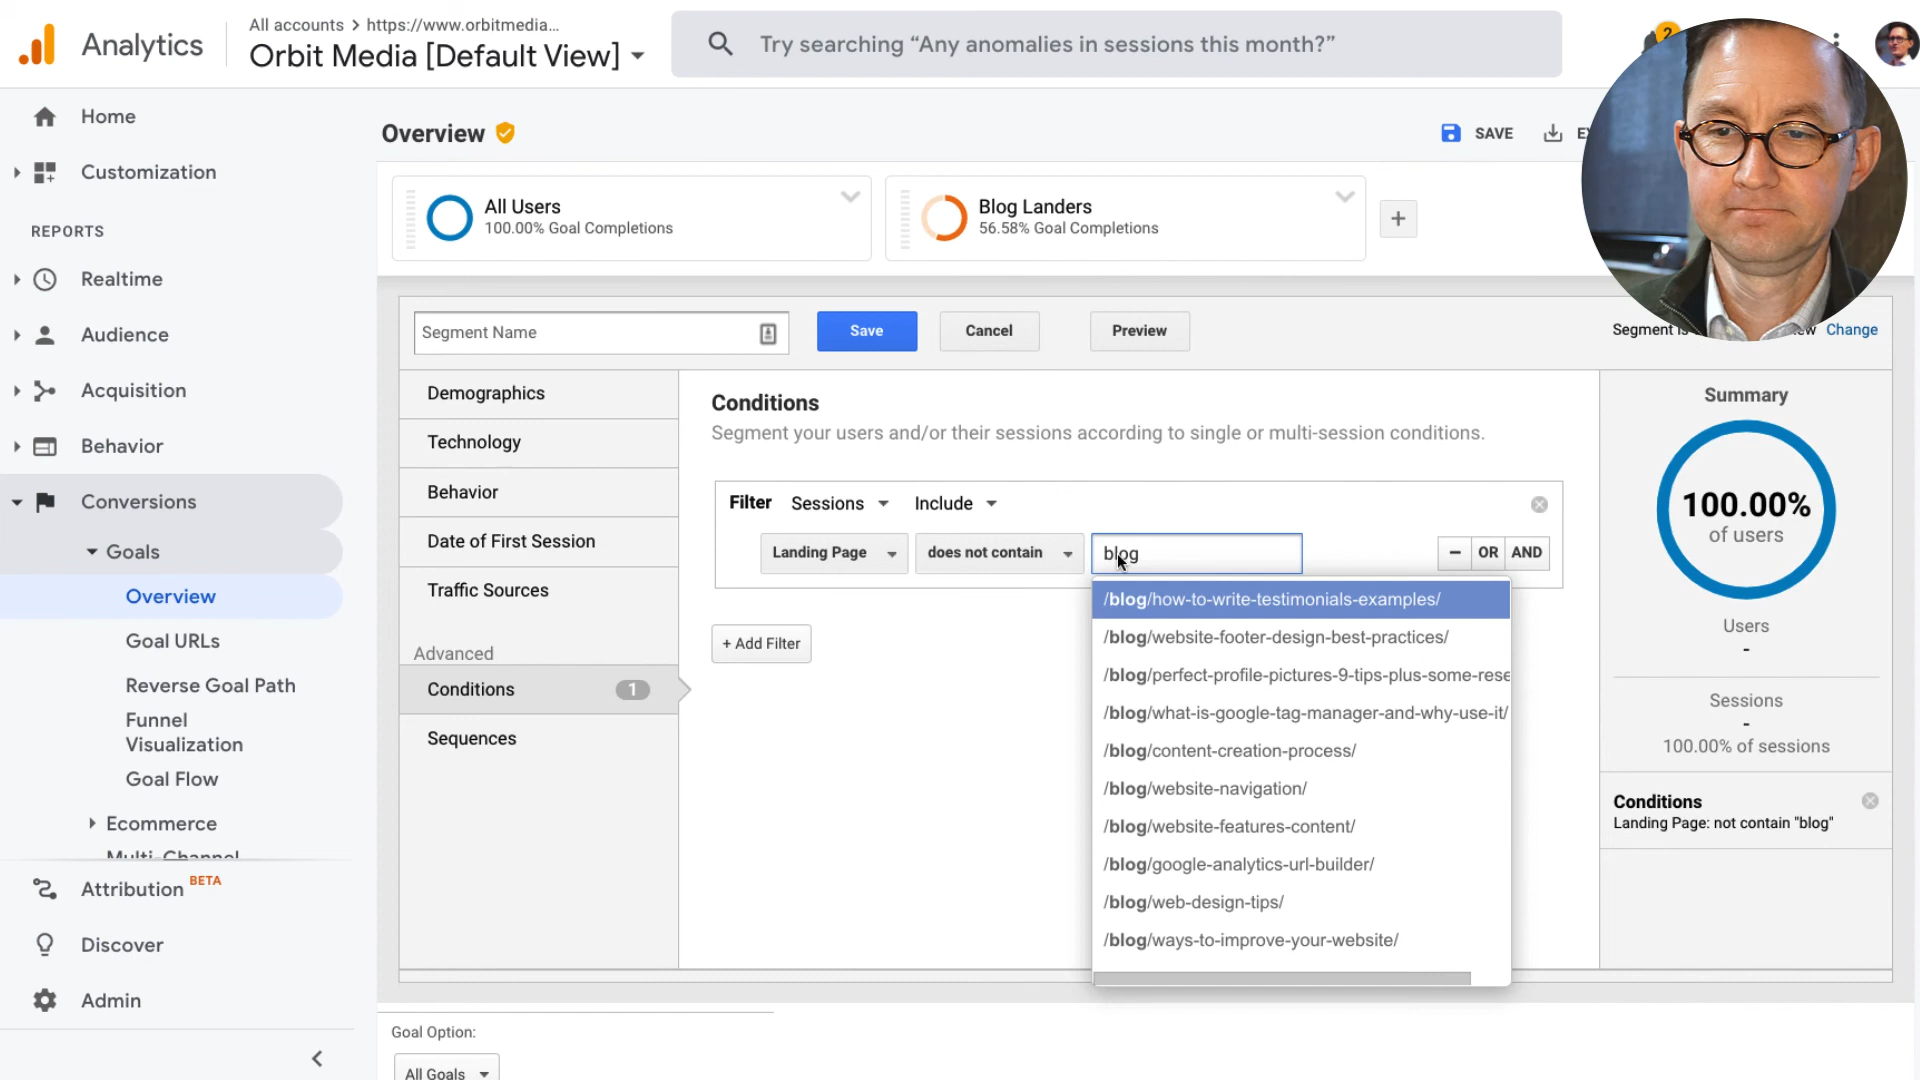 Analytics
All accounts > https://www.orbitmedia...
Orbit Media [Default View]
Try searching “Any anomalies in sessions this month?”
2
Home
Customization
REPORTS
Realtime
Audience
Acquisition
Behavior
Conversions
Goals
Overview
Goal URLs
Reverse Goal Path
Funnel
Visualization
Goal Flow
Ecommerce
Multi-Channel
Attribution BETA
Discover
Admin
Overview
SAVE
All Users
100.00% Goal Completions
Blog Landers
56.58% Goal Completions
+
Segment Name
Save
Cancel
Preview
Segment is
Change
Demographics
Technology
Behavior
Date of First Session
Traffic Sources
Advanced
Conditions 1
Sequences
Conditions
Segment your users and/or their sessions according to single or multi-session conditions.
Filter Sessions Include
Landing Page does not contain blog
− OR AND
+ Add Filter
/blog/how-to-write-testimonials-examples/
/blog/website-footer-design-best-practices/
/blog/perfect-profile-pictures-9-tips-plus-some-rese
/blog/what-is-google-tag-manager-and-why-use-it/
/blog/content-creation-process/
/blog/website-navigation/
/blog/website-features-content/
/blog/google-analytics-url-builder/
/blog/web-design-tips/
/blog/ways-to-improve-your-website/
Summary
100.00%
of users
Users
-
Sessions
-
100.00% of sessions
Conditions
Landing Page: not contain "blog"
Goal Option:
All Goals